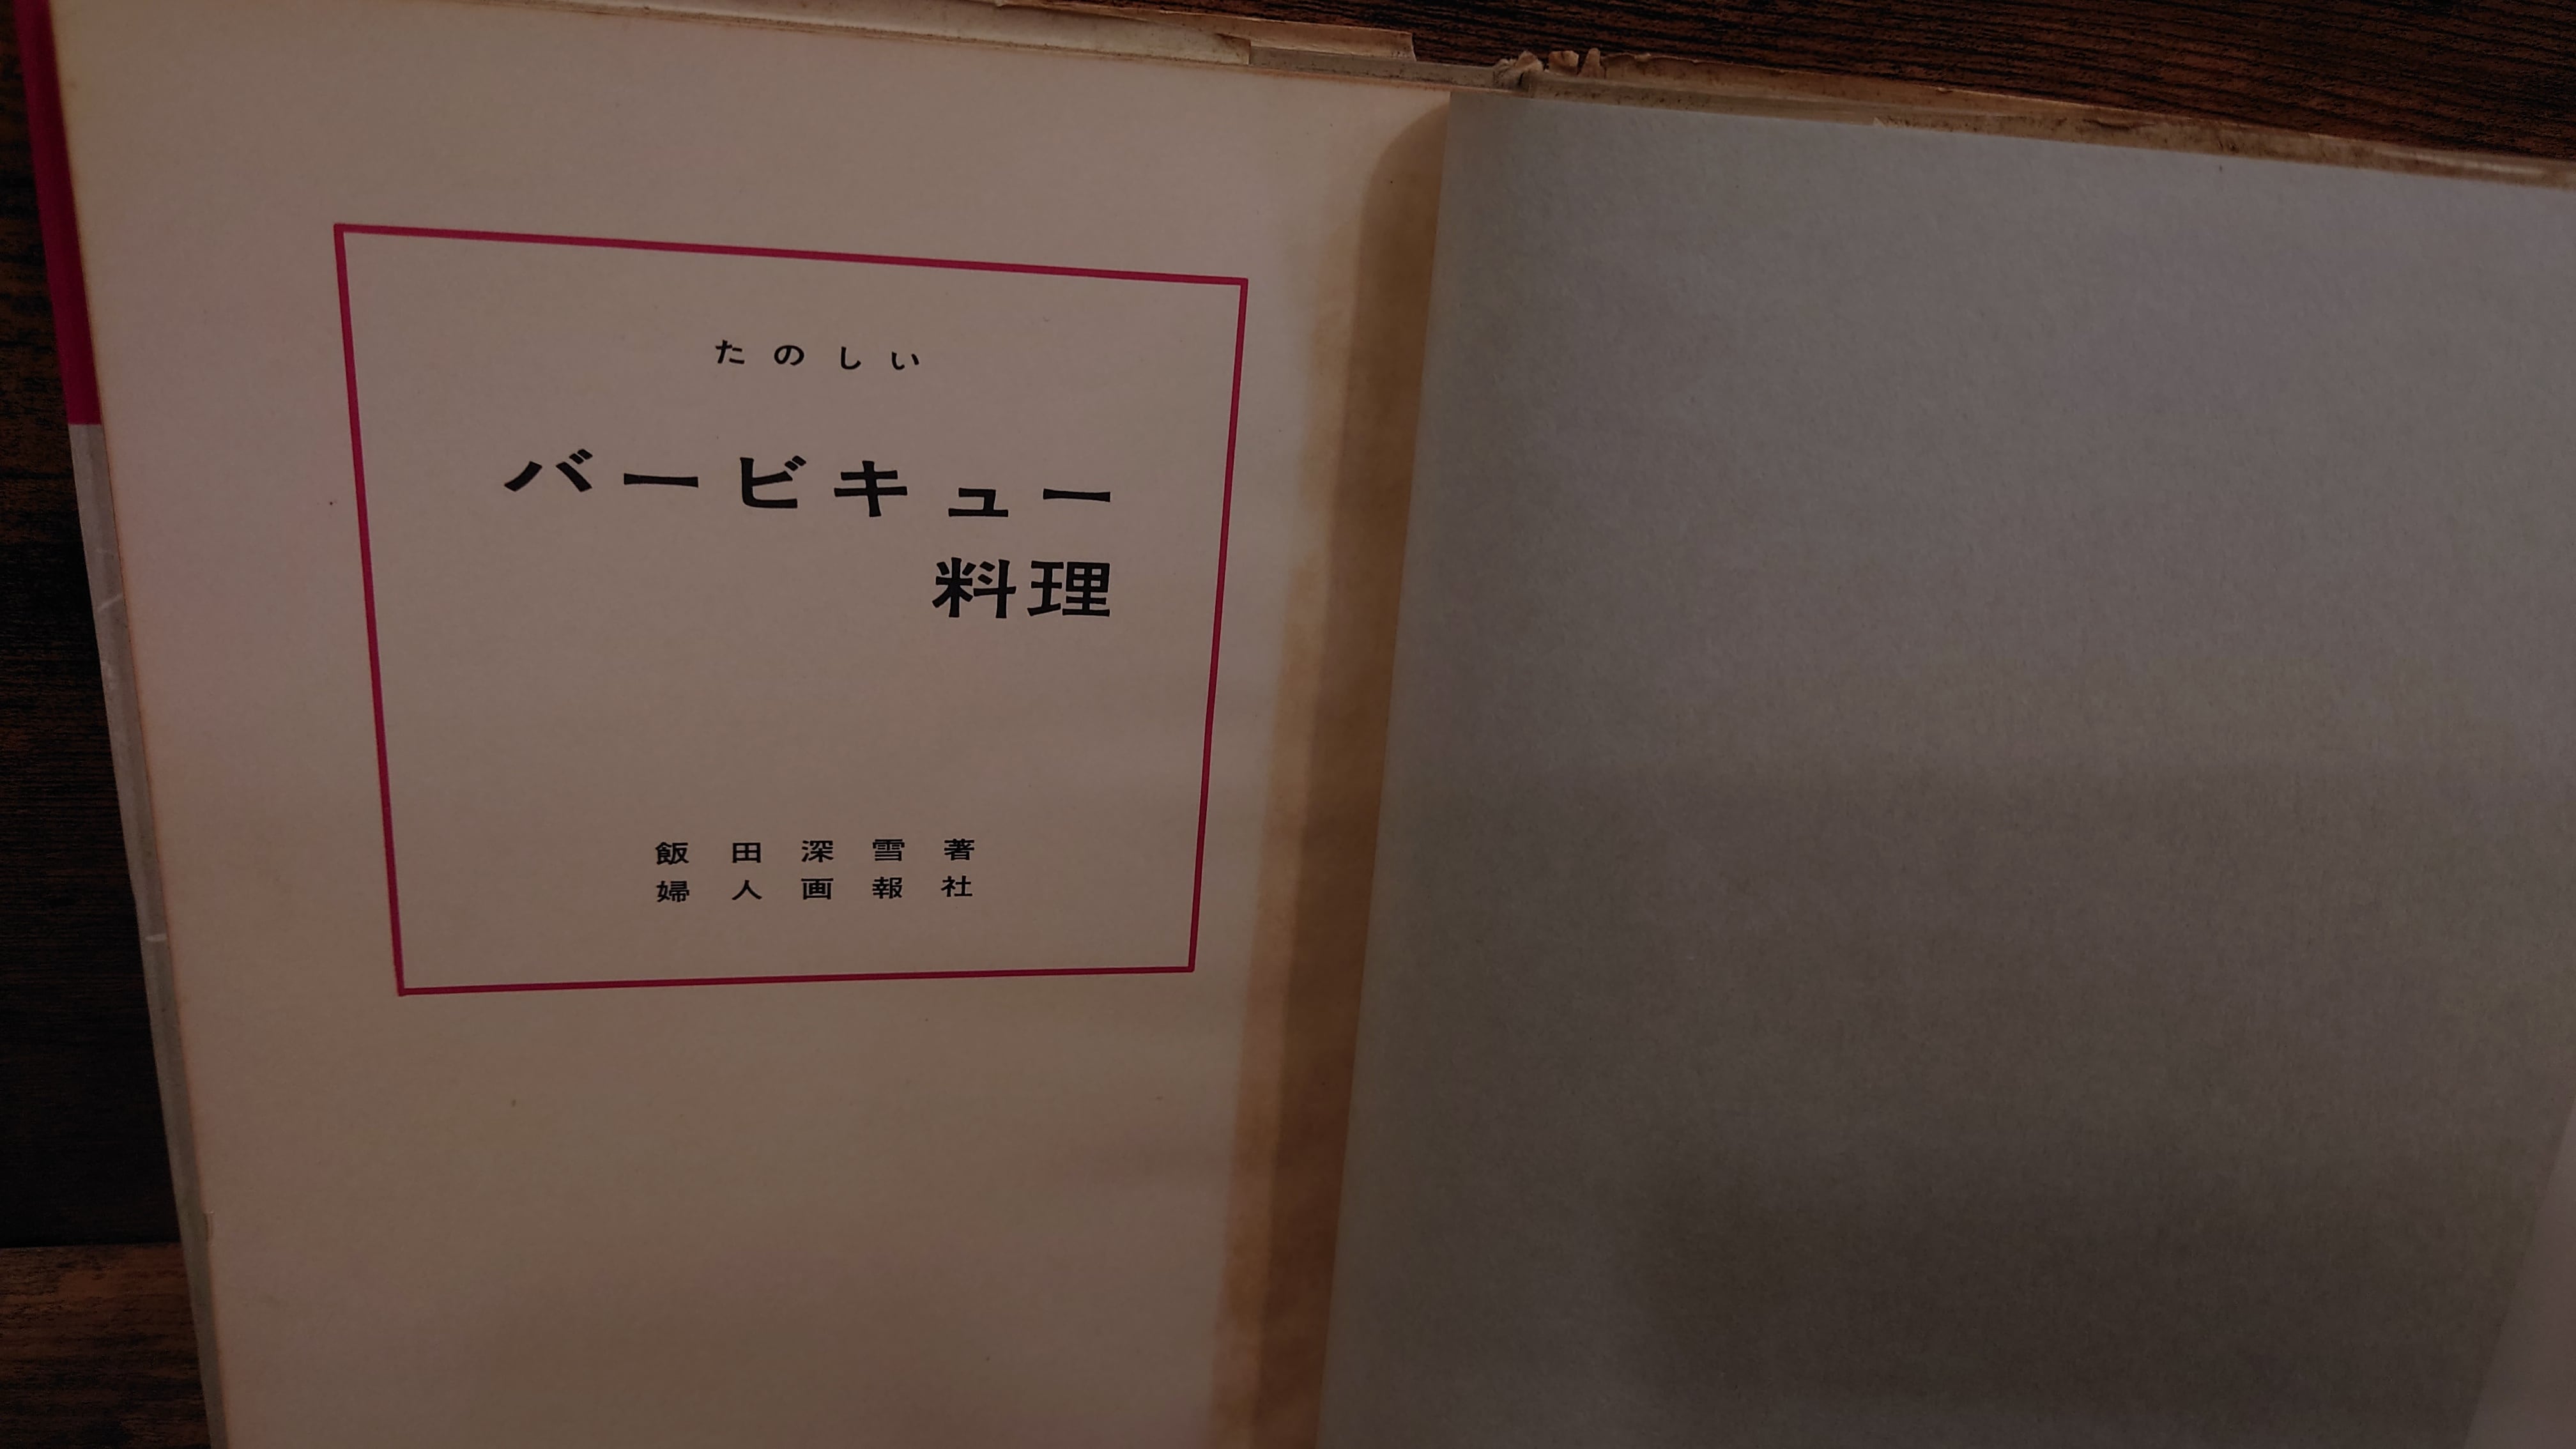 たのしい
バービキュー
料理
飯田深雪著
婦人画報社